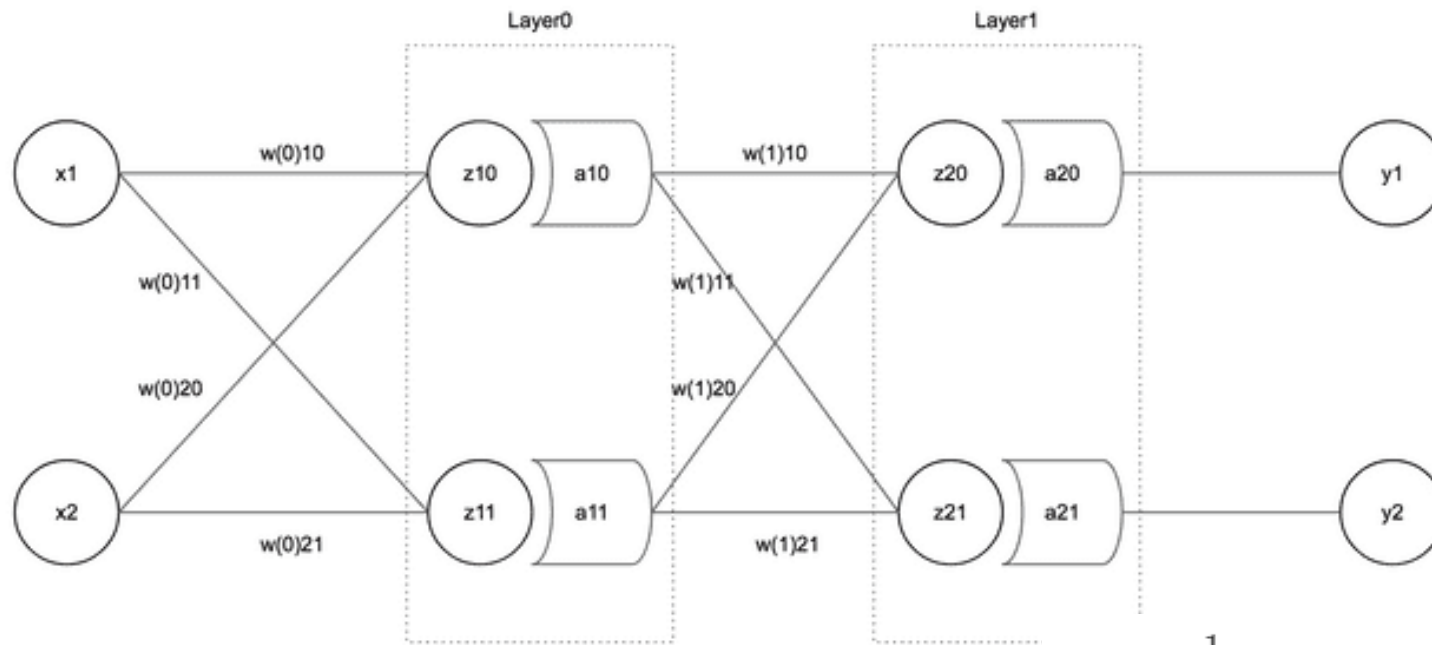 Layer0 Layer1
w(0)10 w(1)10
x1 z10 a10 z20 a20 y1
w(0)11 w(1)11
w(0)20 w(1)20
x2 z11 a11 z21 a21 y2
w(0)21 w(1)21